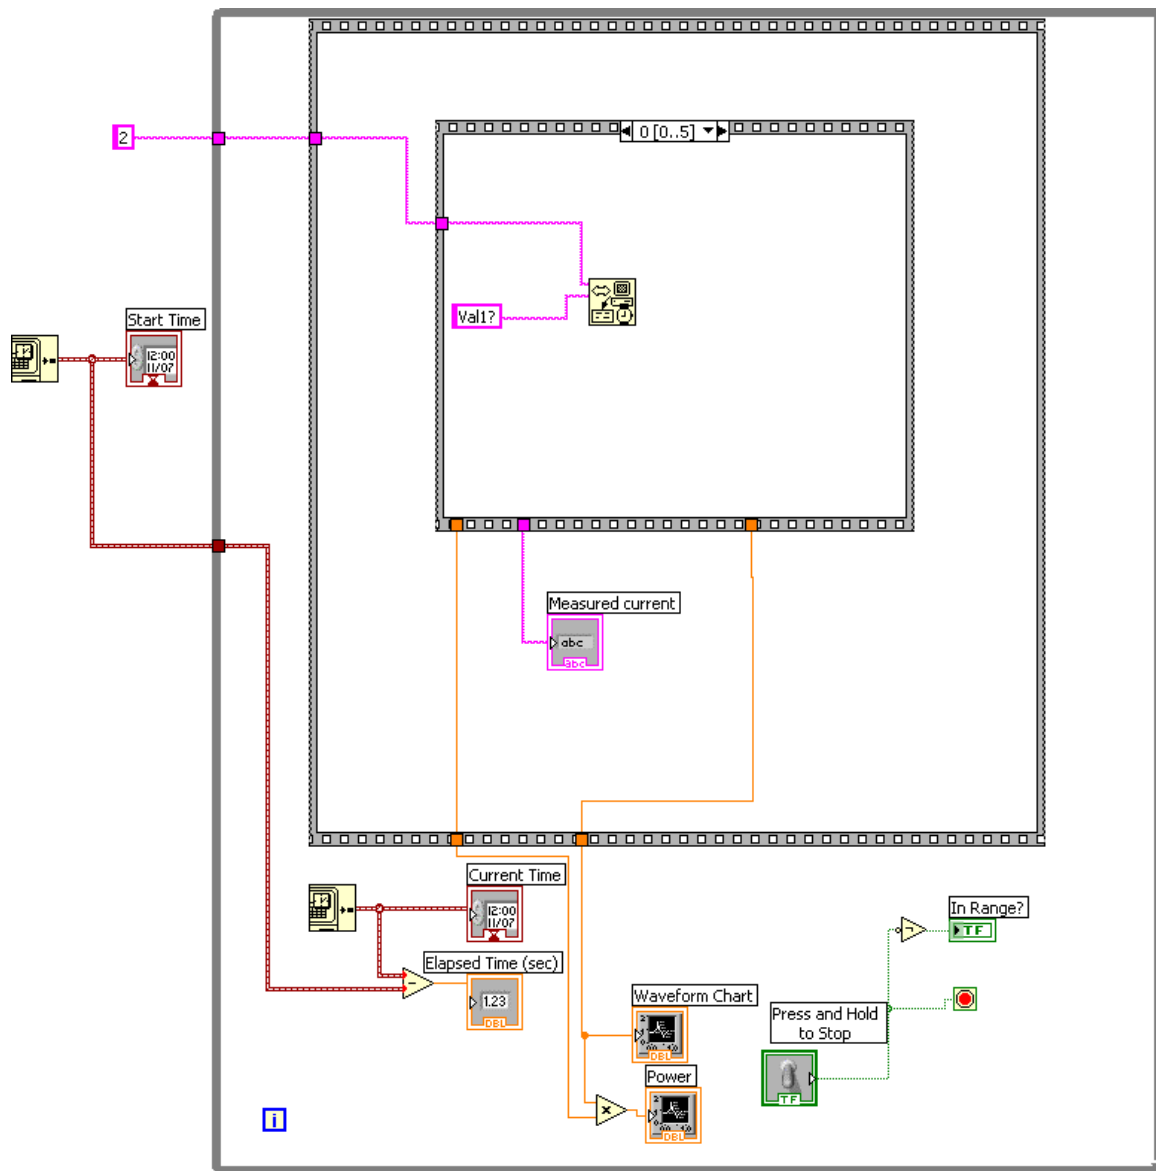 0 [0..5]
2
Val1?
Start Time
12:00
11/07
Measured current
abc
abc
Current Time
12:00
11/07
In Range?
TF
Elapsed Time (sec)
1.23
DBL
Waveform Chart
DBL
Press and Hold
to Stop
TF
Power
DBL
i